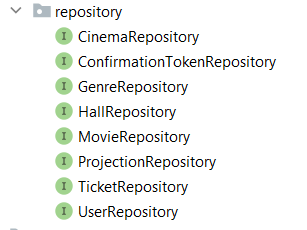 repository
I CinemaRepository
I ConfirmationTokenRepository
I GenreRepository
I HallRepository
I MovieRepository
I ProjectionRepository
I TicketRepository
I UserRepository